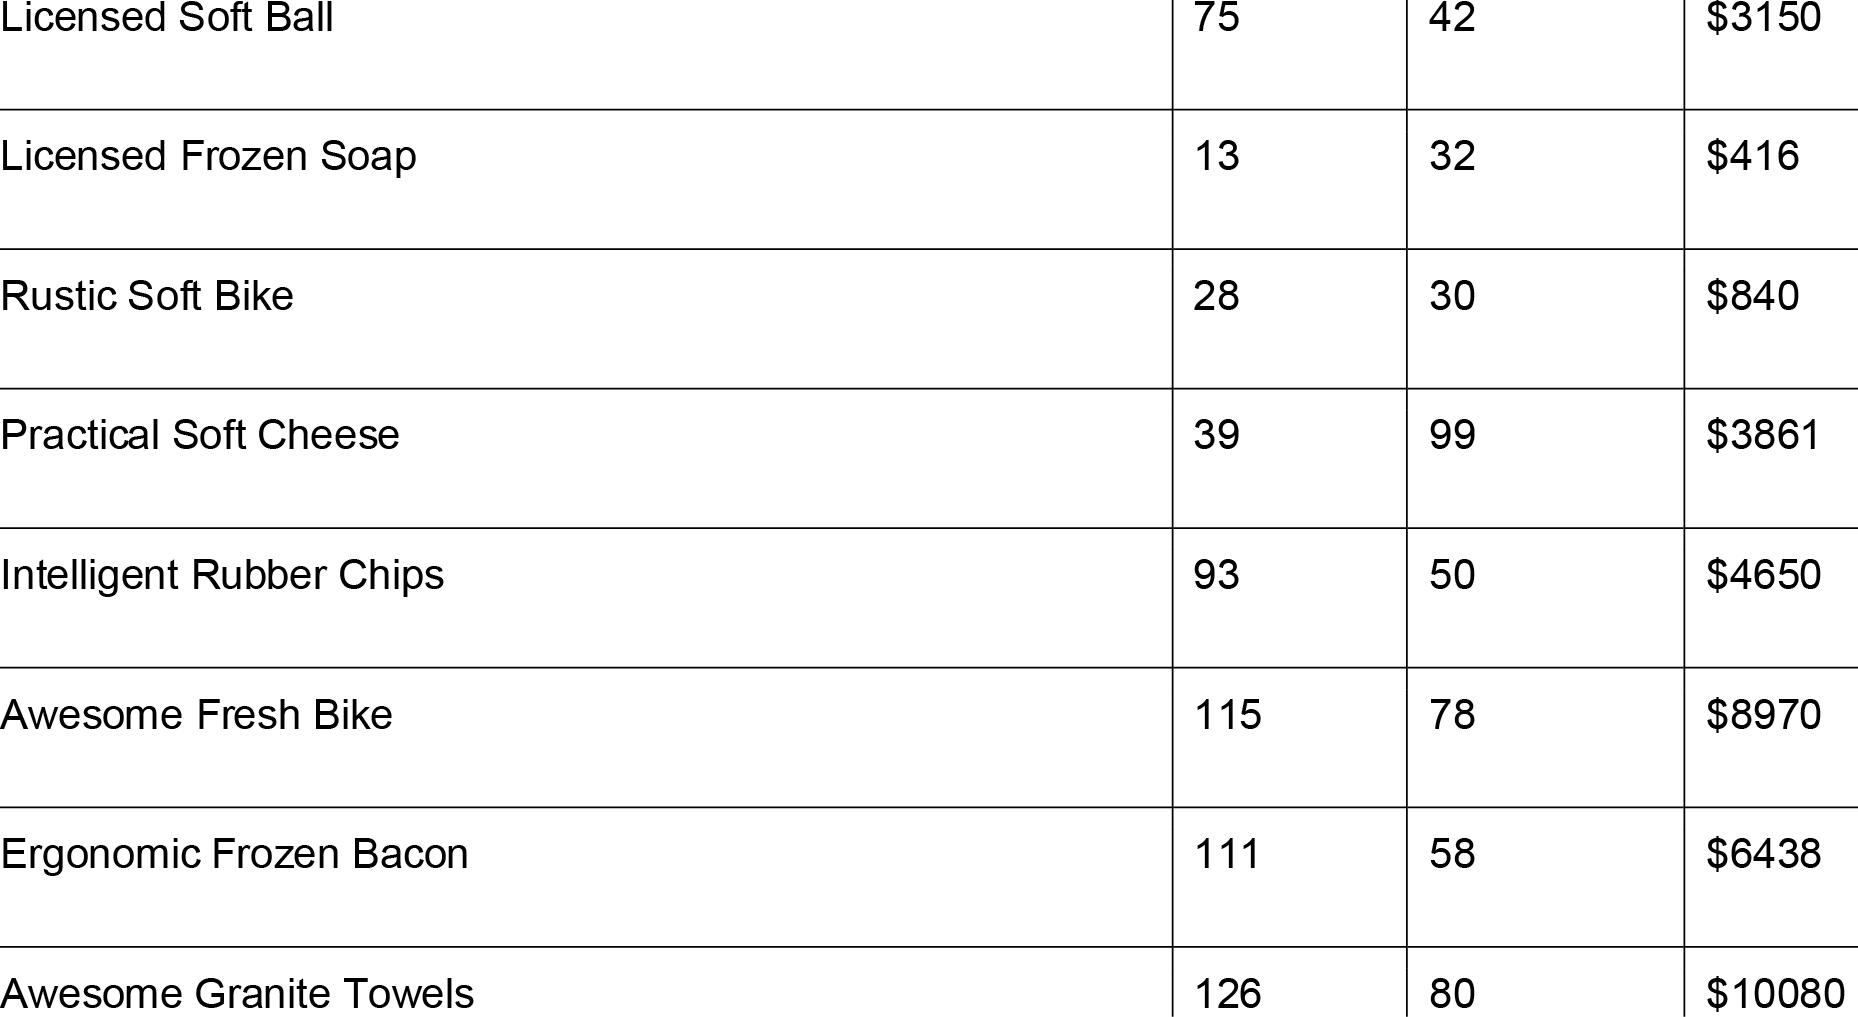 Licensed Soft Ball 75 42 $3150
Licensed Frozen Soap 13 32 $416
Rustic Soft Bike 28 30 $840
Practical Soft Cheese 39 99 $3861
Intelligent Rubber Chips 93 50 $4650
Awesome Fresh Bike 115 78 $8970
Ergonomic Frozen Bacon 111 58 $6438
Awesome Granite Towels 126 80 $10080